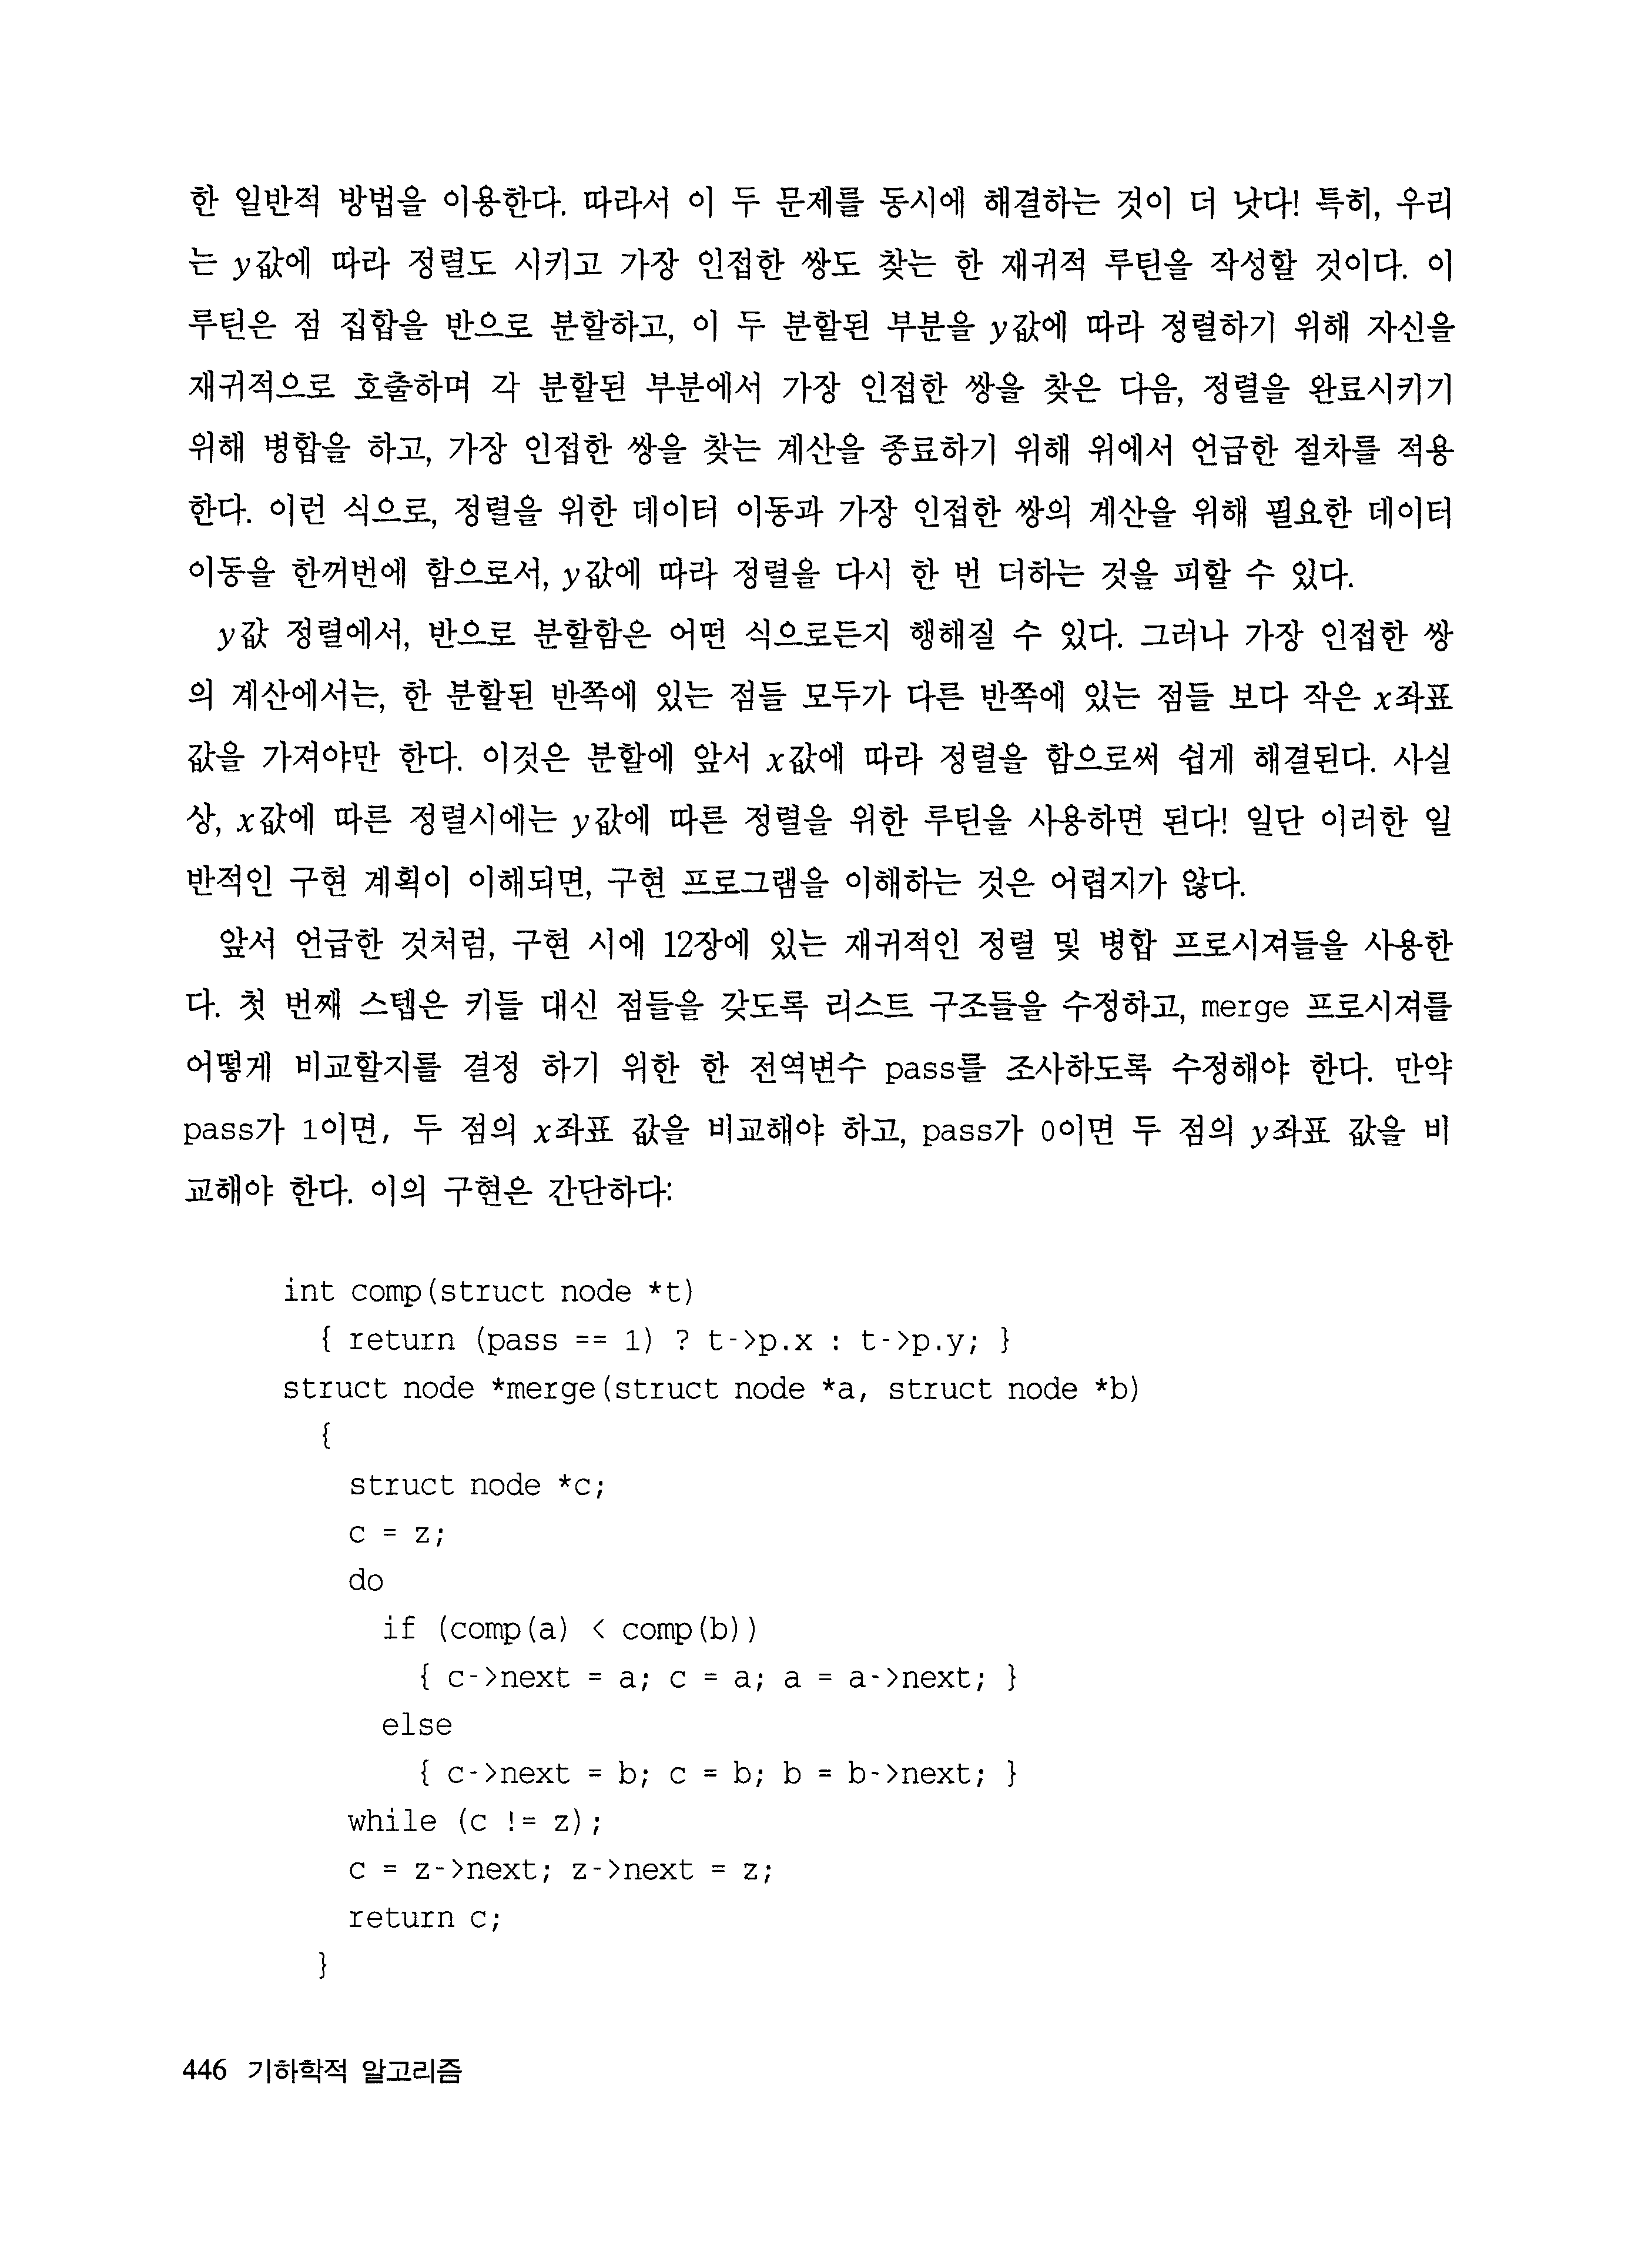 한 일반적 방법을 이용한다. 따라서 이 두 문제를 동시에 해결하는 것이 더 낫다! 특히, 우리
는 y값에 따라 정렬도 시키고 가장 인접한 쌍도 찾는 한 재귀적 루틴을 작성할 것이다. 이
루틴은 점 집합을 반으로 분할하고, 이 두 분할된 부분을 y값에 따라 정렬하기 위해 자신을
재귀적으로 호출하며 각 분할된 부분에서 가장 인접한 쌍을 찾은 다음, 정렬을 완료시키기
위해 병합을 하고, 가장 인접한 쌍을 찾는 계산을 종료하기 위해 위에서 언급한 절차를 적용
한다. 이런 식으로, 정렬을 위한 데이터 이동과 가장 인접한 쌍의 계산을 위해 필요한 데이터
이동을 한꺼번에 함으로서, y값에 따라 정렬을 다시 한 번 더하는 것을 피할 수 있다.
y값 정렬에서, 반으로 분할함은 어떤 식으로든지 행해질 수 있다. 그러나 가장 인접한 쌍
의 계산에서는, 한 분할된 반쪽에 있는 점들 모두가 다른 반쪽에 있는 점들 보다 작은 x좌표
값을 가져야만 한다. 이것은 분할에 앞서 x값에 따라 정렬을 함으로써 쉽게 해결된다. 사실
상, x값에 따른 정렬시에는 y값에 따른 정렬을 위한 루틴을 사용하면 된다! 일단 이러한 일
반적인 구현 계획이 이해되면, 구현 프로그램을 이해하는 것은 어렵지가 않다.
앞서 언급한 것처럼, 구현 시에 12장에 있는 재귀적인 정렬 및 병합 프로시져들을 사용한
다. 첫 번째 스텝은 키들 대신 점들을 갖도록 리스트 구조들을 수정하고, merge 프로시져를
어떻게 비교할지를 결정 하기 위한 한 전역변수 pass를 조사하도록 수정해야 한다. 만약
pass가 1이면, 두 점의 x좌표 값을 비교해야 하고, pass가 0이면 두 점의 y좌표 값을 비
교해야 한다. 이의 구현은 간단하다:
int comp(struct node *t)
{ return (pass == 1) ? t->p.x : t->p.y; }
struct node *merge(struct node *a, struct node *b)
{
struct node *c;
c = z;
do
if (comp(a) < comp(b))
{ c->next = a; c = a; a = a->next; }
else
{ c->next = b; c = b; b = b->next; }
while (c != z);
c = z->next; z->next = z;
return c;
}
446 기하학적 알고리즘